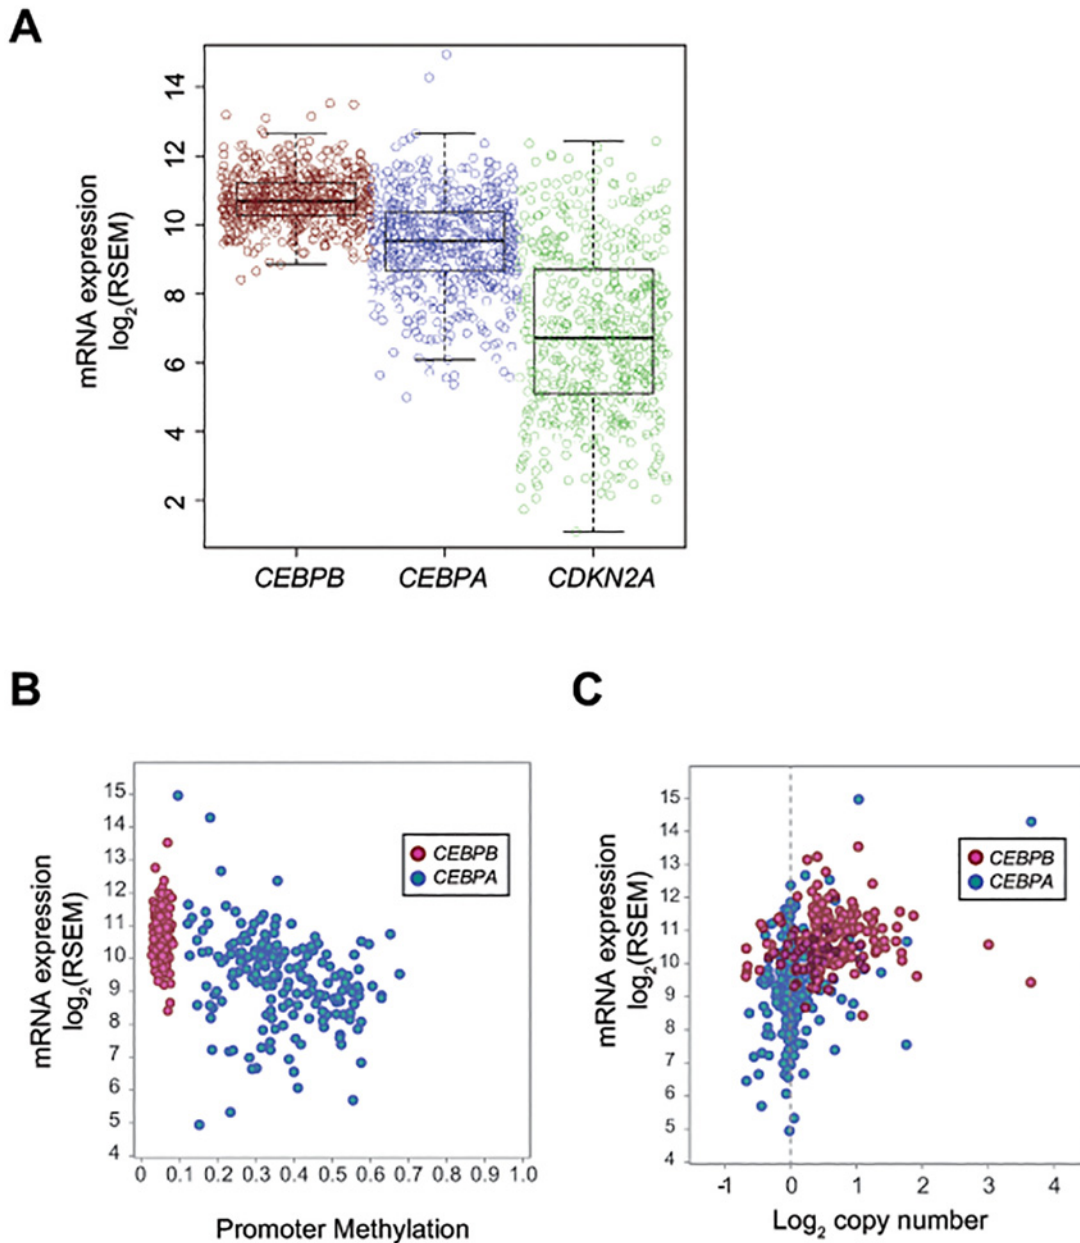 A
mRNA expression
log₂(RSEM)
14
12
10
8
6
4
2
CEBPB CEBPA CDKN2A
B
mRNA expression
log₂(RSEM)
15
14
13
12
11
10
9
8
7
6
5
4
CEBPB
CEBPA
0 0.1 0.2 0.3 0.4 0.5 0.6 0.7 0.8 0.9 1.0
Promoter Methylation
C
mRNA expression
log₂(RSEM)
15
14
13
12
11
10
9
8
7
6
5
4
CEBPB
CEBPA
-1 0 1 2 3 4
Log₂ copy number